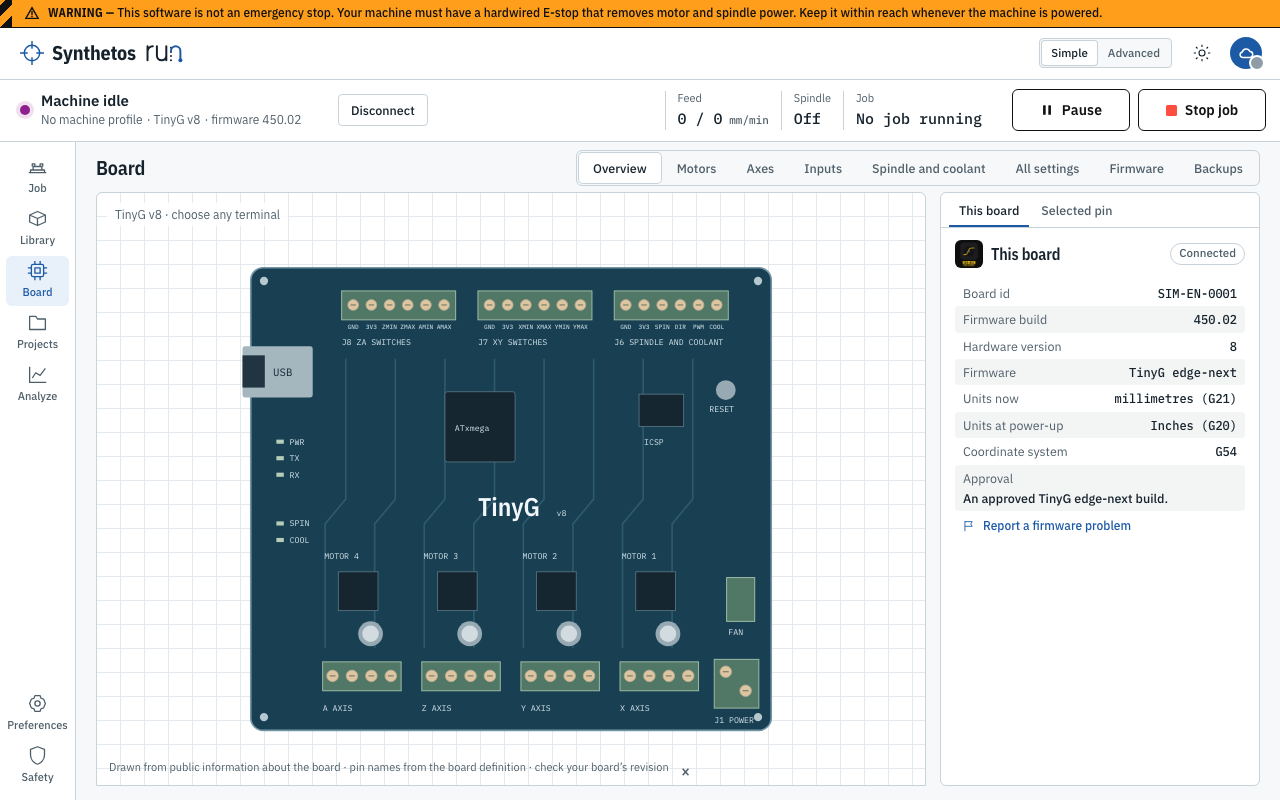 WARNING — This software is not an emergency stop. Your machine must have a hardwired E-stop that removes motor and spindle power. Keep it within reach whenever the machine is powered.
Synthetos run
Simple Advanced
Machine idle
No machine profile · TinyG v8 · firmware 450.02
Disconnect
Feed
0 / 0 mm/min
Spindle
Off
Job
No job running
Pause
Stop job
Job
Library
Board
Projects
Analyze
Preferences
Safety
Board
Overview Motors Axes Inputs Spindle and coolant All settings Firmware Backups
TinyG v8 · choose any terminal
GND 3V3 ZMIN ZMAX AMIN AMAX
J8 ZA SWITCHES
GND 3V3 XMIN XMAX YMIN YMAX
J7 XY SWITCHES
GND 3V3 SPIN DIR PWM COOL
J6 SPINDLE AND COOLANT
USB
RESET
ATxmega
ICSP
PWR
TX
RX
TinyG v8
SPIN
COOL
MOTOR 4
MOTOR 3
MOTOR 2
MOTOR 1
FAN
A AXIS
Z AXIS
Y AXIS
X AXIS
J1 POWER
Drawn from public information about the board · pin names from the board definition · check your board's revision ×
This board Selected pin
This board
Connected
Board id SIM-EN-0001
Firmware build 450.02
Hardware version 8
Firmware TinyG edge-next
Units now millimetres (G21)
Units at power-up Inches (G20)
Coordinate system G54
Approval
An approved TinyG edge-next build.
Report a firmware problem